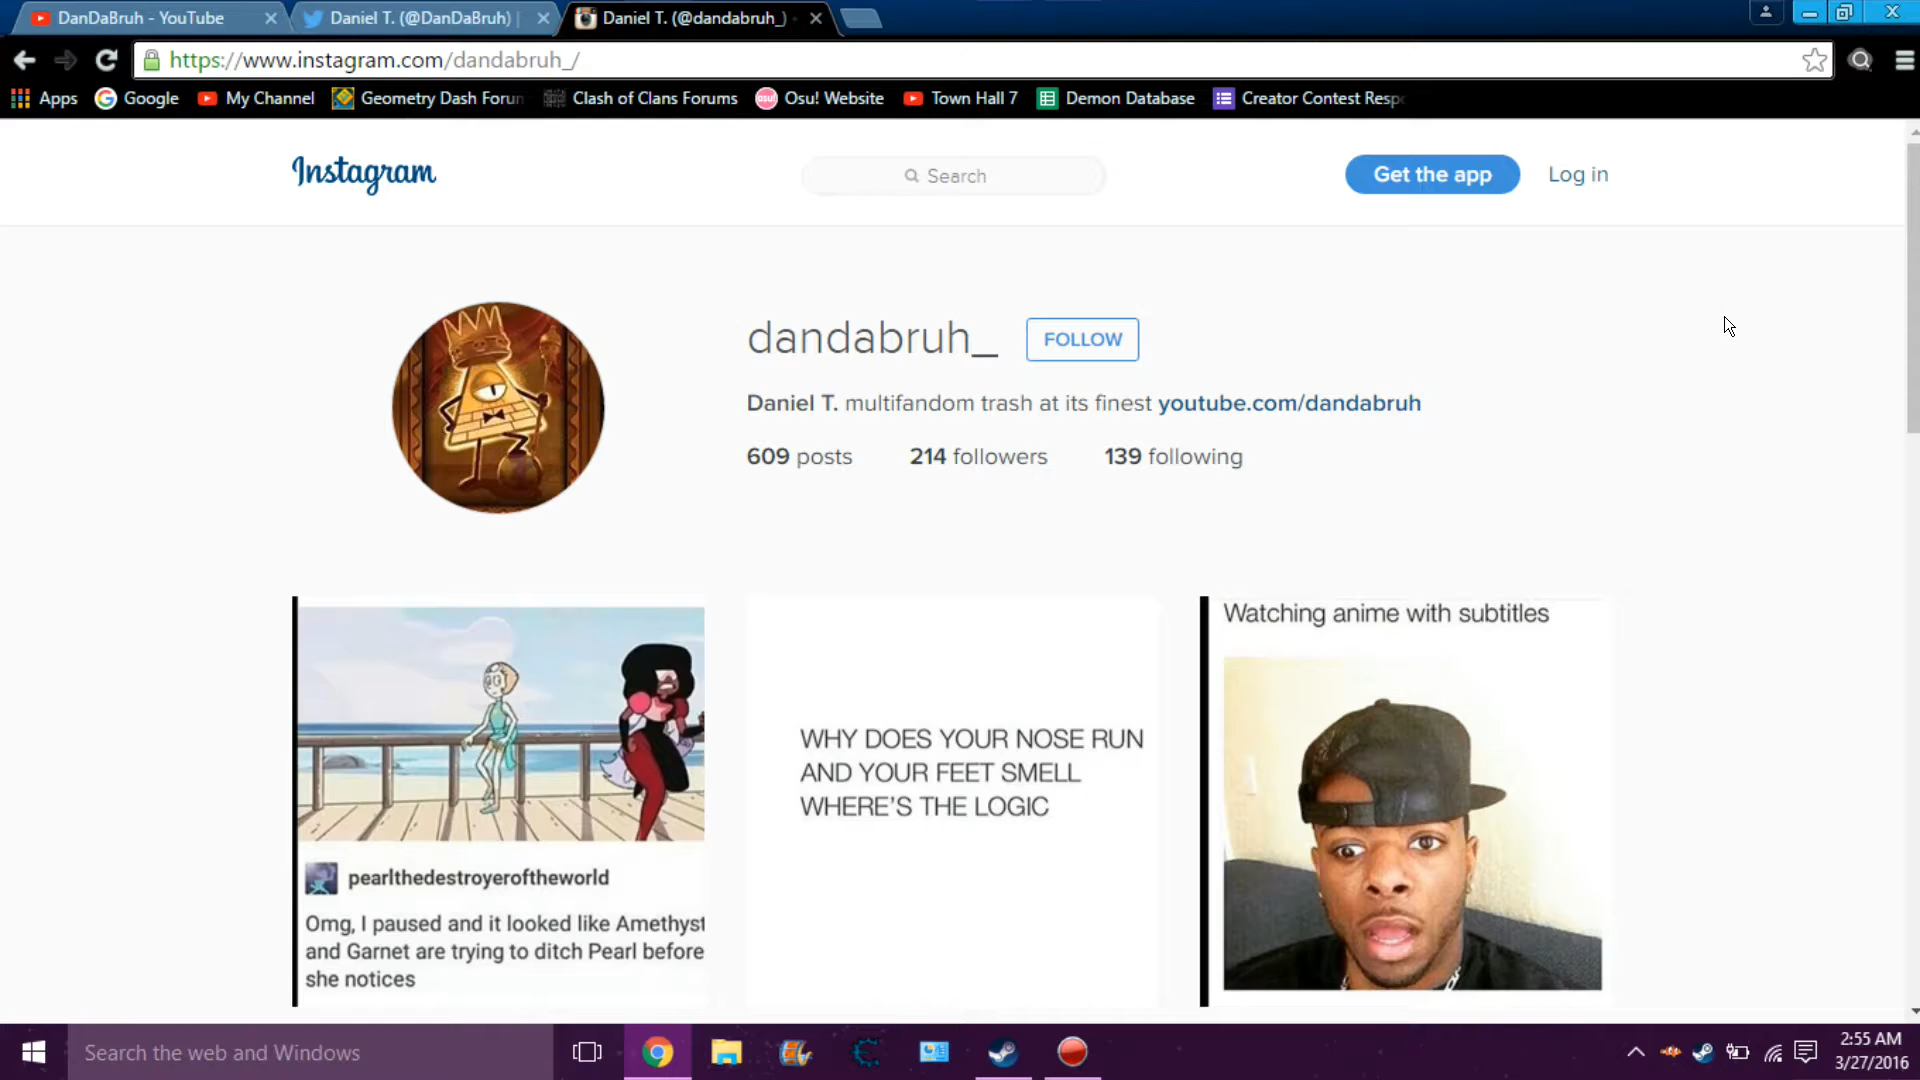 DanDaBruh - YouTube
Daniel T. (@DanDaBruh) |
Daniel T. (@dandabruh_) ·
https://www.instagram.com/dandabruh_/
Apps
Google
My Channel
Geometry Dash Forun
Clash of Clans Forums
osu!
Osu! Website
Town Hall 7
Demon Database
Creator Contest Resp
Instagram
Search
Get the app
Log in
dandabruh_
FOLLOW
Daniel T. multifandom trash at its finest youtube.com/dandabruh
609 posts
214 followers
139 following
pearlthedestroyeroftheworld
Omg, I paused and it looked like Amethyst
and Garnet are trying to ditch Pearl before
she notices
WHY DOES YOUR NOSE RUN
AND YOUR FEET SMELL
WHERE'S THE LOGIC
Watching anime with subtitles
Search the web and Windows
2:55 AM
3/27/2016